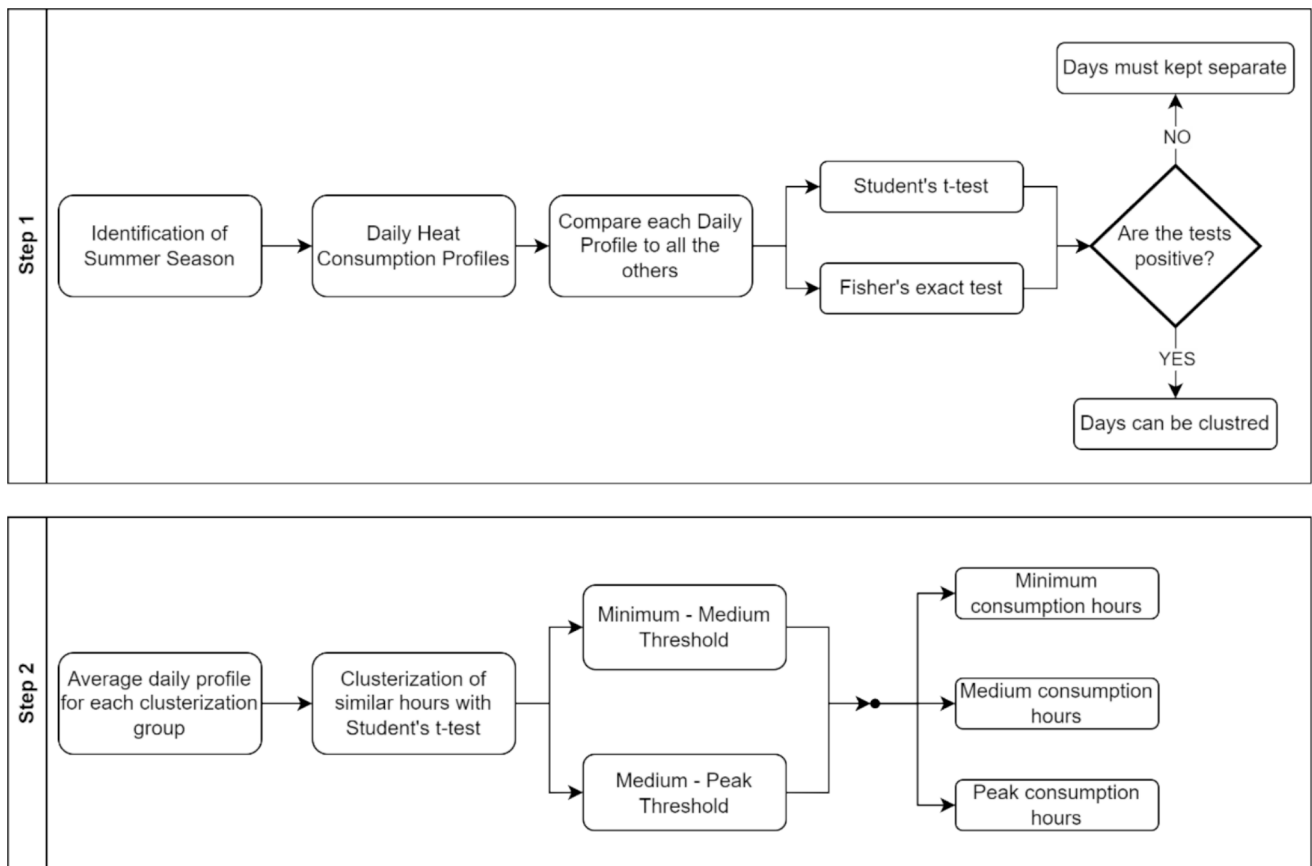 Step 1
Identification of
Summer Season
Daily Heat
Consumption Profiles
Compare each Daily
Profile to all the
others
Student's t-test
Fisher's exact test
Are the tests
positive?
NO
Days must kept separate
YES
Days can be clustred
Step 2
Average daily profile
for each clusterization
group
Clusterization of
similar hours with
Student's t-test
Minimum - Medium
Threshold
Medium - Peak
Threshold
Minimum
consumption hours
Medium consumption
hours
Peak consumption
hours